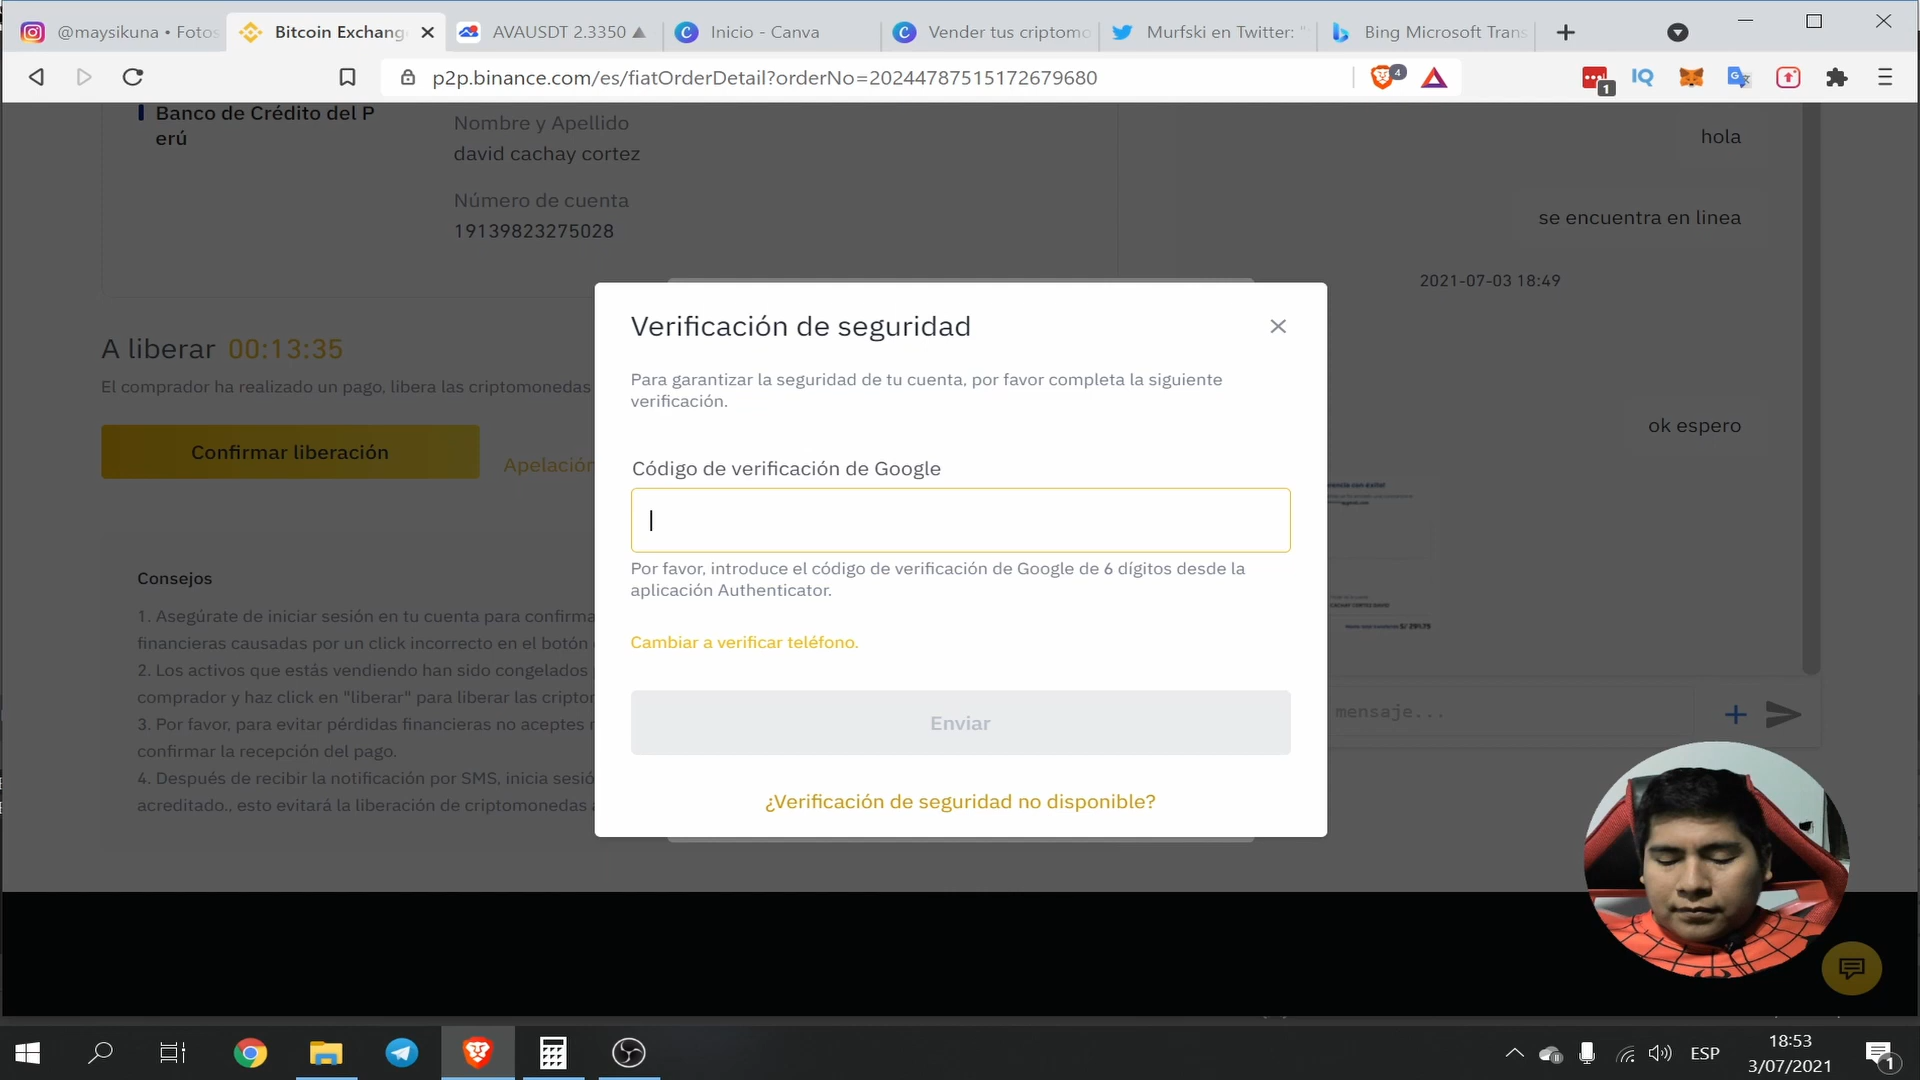 @maysikuna • Fotos
Bitcoin Exchang
AVAUSDT 2.3350
Inicio - Canva
Vender tus criptomo
Murfski en Twitter: "
Bing Microsoft Trans
p2p.binance.com/es/fiatOrderDetail?orderNo=20244787515172679680
4
1
IQ
Banco de Crédito del P
erú
Nombre y Apellido
david cachay cortez
Número de cuenta
19139823275028
A liberar 00:13:35
El comprador ha realizado un pago, libera las criptomonedas
Confirmar liberación
Apelación
Consejos
1. Asegúrate de iniciar sesión en tu cuenta para confirma
financieras causadas por un click incorrecto en el botón
2. Los activos que estás vendiendo han sido congelados
comprador y haz click en "liberar" para liberar las cripto
3. Por favor, para evitar pérdidas financieras no aceptes
confirmar la recepción del pago.
4. Después de recibir la notificación por SMS, inicia sesió
acreditado., esto evitará la liberación de criptomonedas
Verificación de seguridad
Para garantizar la seguridad de tu cuenta, por favor completa la siguiente
verificación.
Código de verificación de Google
Por favor, introduce el código de verificación de Google de 6 dígitos desde la
aplicación Authenticator.
Cambiar a verificar teléfono.
Enviar
¿Verificación de seguridad no disponible?
hola
se encuentra en linea
2021-07-03 18:49
ok espero
CACHAY CORTEZ DAVID
mensaje...
ESP
18:53
3/07/2021
1